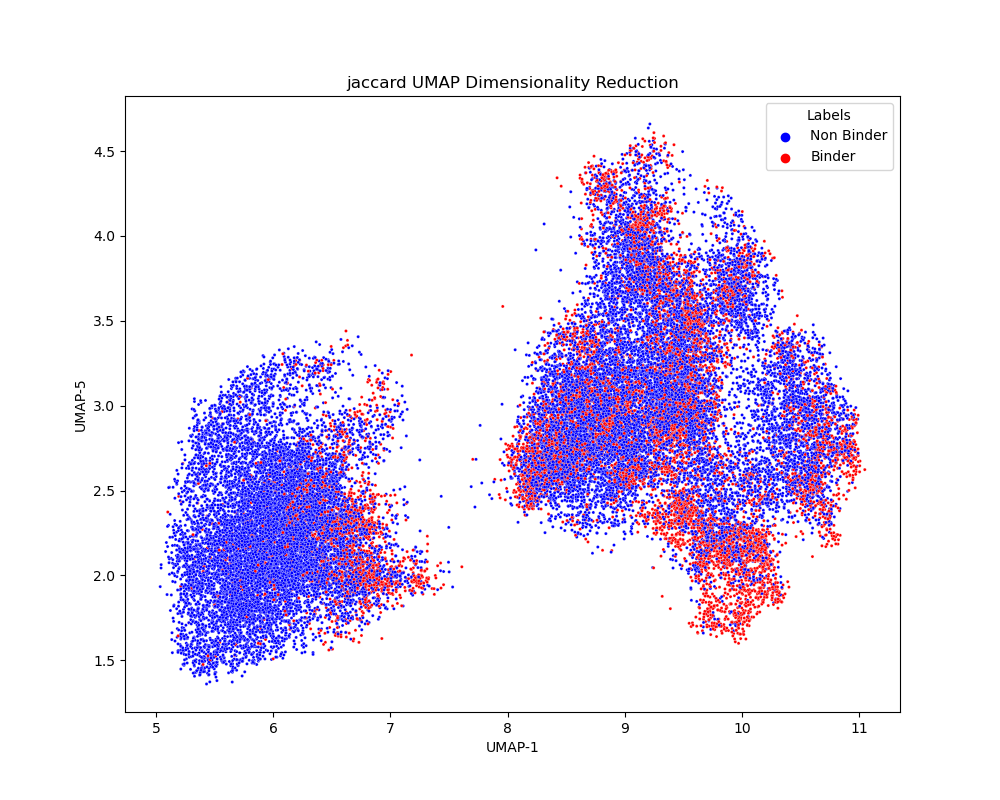 jaccard UMAP Dimensionality Reduction
Labels
Non Binder
Binder
4.5
4.0
3.5
3.0
2.5
2.0
1.5
UMAP-5
5 6 7 8 9 10 11
UMAP-1